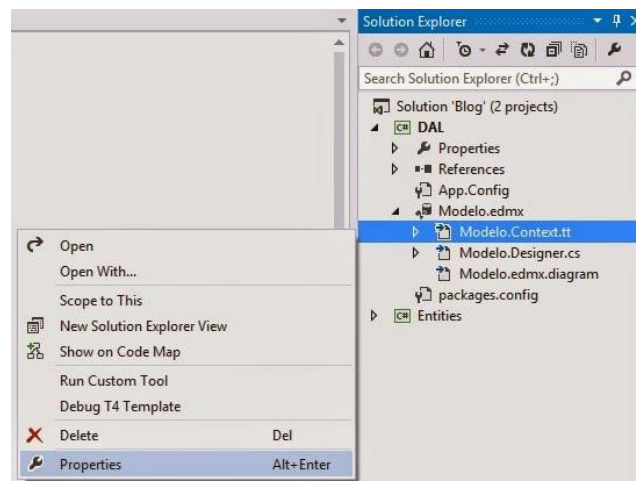 Solution Explorer
Search Solution Explorer (Ctrl+;)
Solution 'Blog' (2 projects)
C# DAL
Properties
References
App.Config
Modelo.edmx
Modelo.Context.tt
Modelo.Designer.cs
Modelo.edmx.diagram
packages.config
C# Entities
Open
Open With...
Scope to This
New Solution Explorer View
Show on Code Map
Run Custom Tool
Debug T4 Template
Delete Del
Properties Alt+Enter